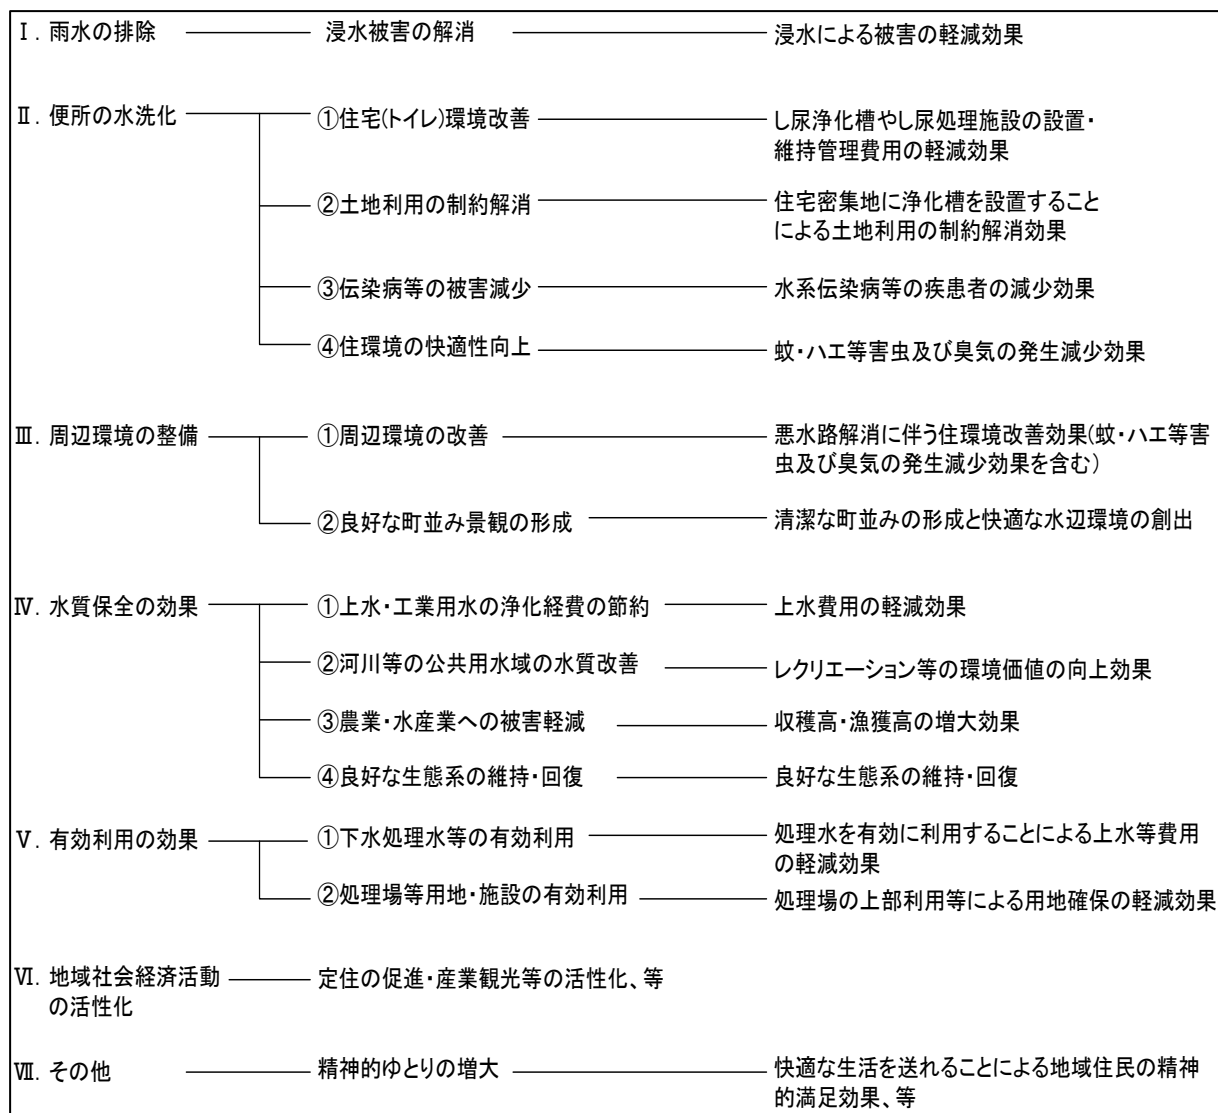 Ⅰ. 雨水の排除 浸水被害の解消 浸水による被害の軽減効果
Ⅱ. 便所の水洗化 ①住宅(トイレ)環境改善 し尿浄化槽やし尿処理施設の設置・
維持管理費用の軽減効果
②土地利用の制約解消 住宅密集地に浄化槽を設置すること
による土地利用の制約解消効果
③伝染病等の被害減少 水系伝染病等の疾患者の減少効果
④住環境の快適性向上 蚊・ハエ等害虫及び臭気の発生減少効果
Ⅲ. 周辺環境の整備 ①周辺環境の改善 悪水路解消に伴う住環境改善効果(蚊・ハエ等害
虫及び臭気の発生減少効果を含む)
②良好な町並み景観の形成 清潔な町並みの形成と快適な水辺環境の創出
Ⅳ. 水質保全の効果 ①上水・工業用水の浄化経費の節約 上水費用の軽減効果
②河川等の公共用水域の水質改善 レクリエーション等の環境価値の向上効果
③農業・水産業への被害軽減 収穫高・漁獲高の増大効果
④良好な生態系の維持・回復 良好な生態系の維持・回復
Ⅴ. 有効利用の効果 ①下水処理水等の有効利用 処理水を有効に利用することによる上水等費用
の軽減効果
②処理場等用地・施設の有効利用 処理場の上部利用等による用地確保の軽減効果
Ⅵ. 地域社会経済活動 定住の促進・産業観光等の活性化、等
の活性化
Ⅶ. その他 精神的ゆとりの増大 快適な生活を送れることによる地域住民の精神
的満足効果、等